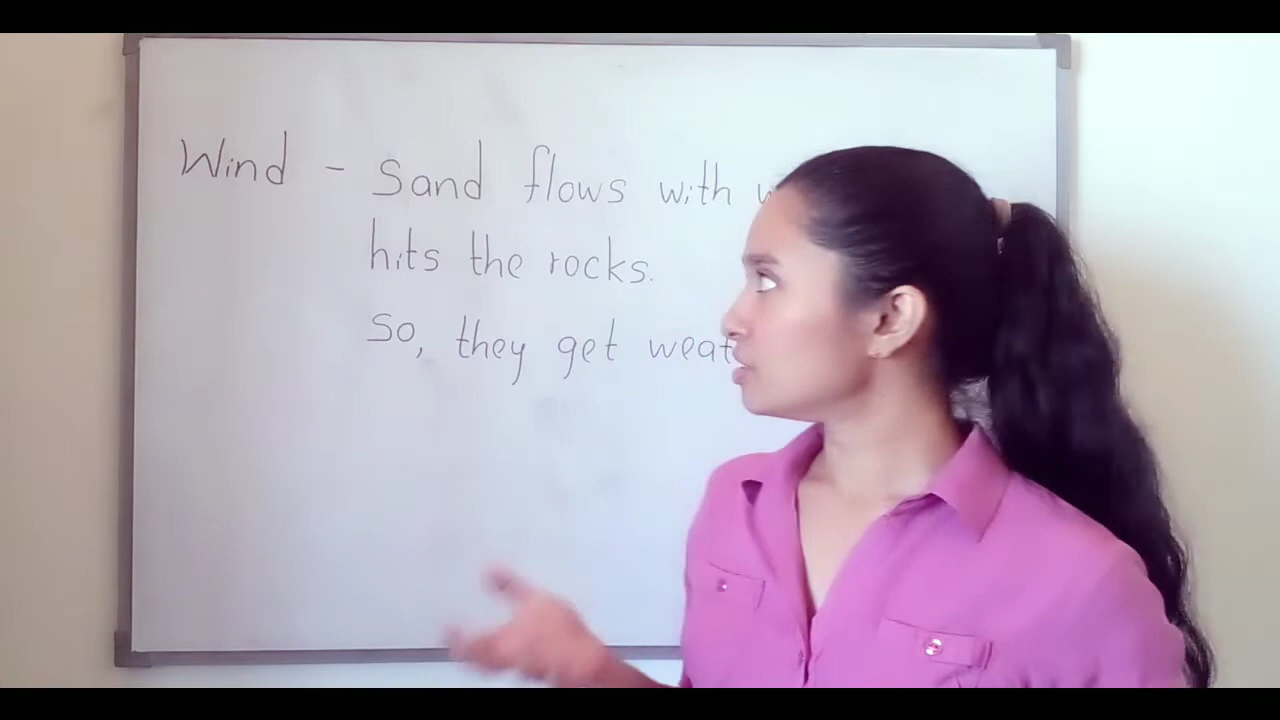 Wind - Sand flows with
hits the rocks.
So, they get